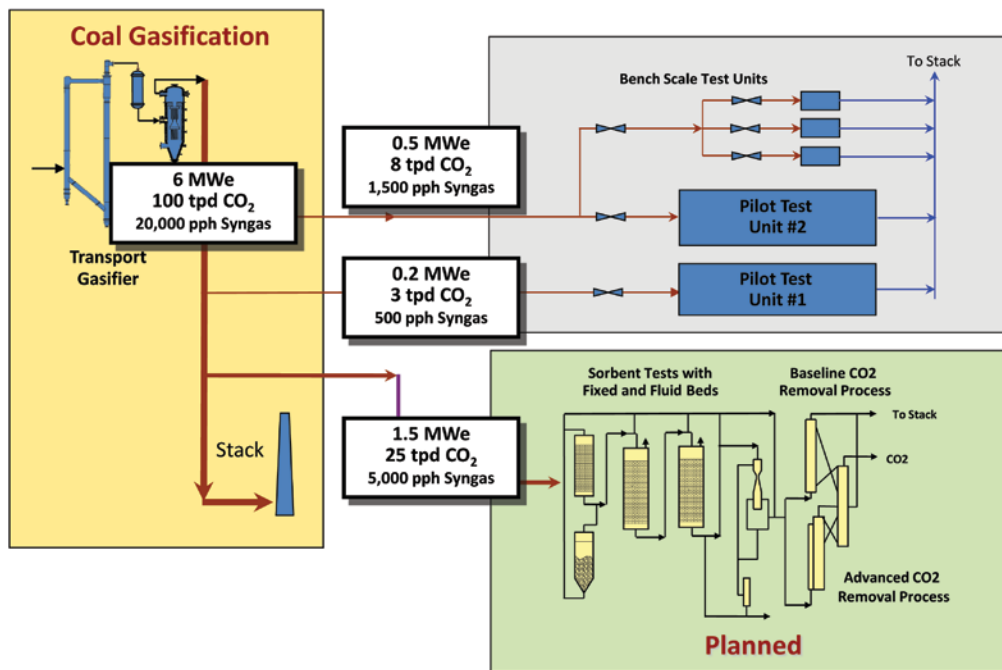 Coal Gasification
6 MWe
100 tpd CO₂
20,000 pph Syngas
Transport
Gasifier
Stack
0.5 MWe
8 tpd CO₂
1,500 pph Syngas
0.2 MWe
3 tpd CO₂
500 pph Syngas
1.5 MWe
25 tpd CO₂
5,000 pph Syngas
To Stack
Bench Scale Test Units
Pilot Test
Unit #2
Pilot Test
Unit #1
Sorbent Tests with
Fixed and Fluid Beds
Baseline CO2
Removal Process
To Stack
CO2
Advanced CO2
Removal Process
Planned